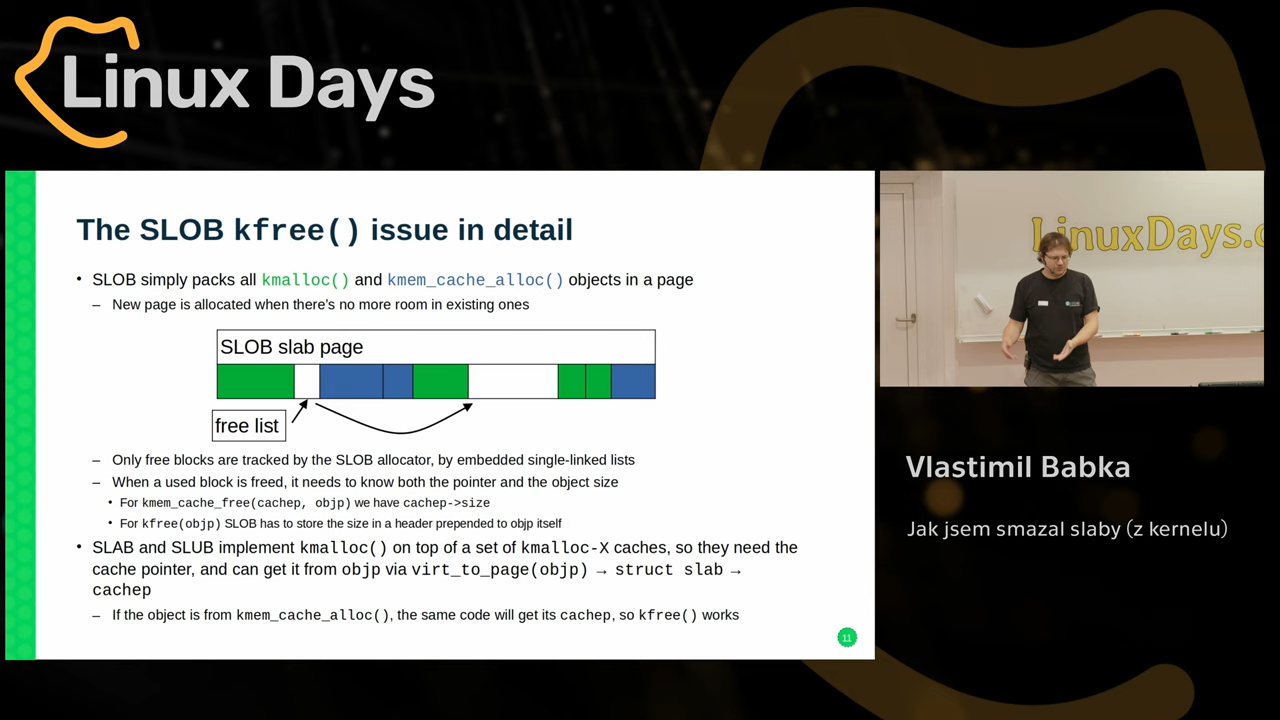 Linux Days
The SLOB kfree() issue in detail
• SLOB simply packs all kmalloc() and kmem_cache_alloc() objects in a page
– New page is allocated when there's no more room in existing ones
SLOB slab page
free list
– Only free blocks are tracked by the SLOB allocator, by embedded single-linked lists
– When a used block is freed, it needs to know both the pointer and the object size
• For kmem_cache_free(cachep, objp) we have cachep->size
• For kfree(objp) SLOB has to store the size in a header prepended to objp itself
• SLAB and SLUB implement kmalloc() on top of a set of kmalloc-X caches, so they need the
cache pointer, and can get it from objp via virt_to_page(objp) → struct slab →
cachep
– If the object is from kmem_cache_alloc(), the same code will get its cachep, so kfree() works
11
LinuxDays.c
Vlastimil Babka
Jak jsem smazal slaby (z kernelu)